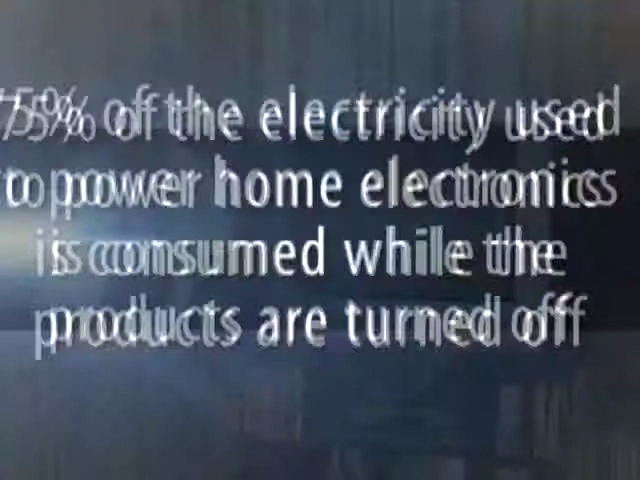 75% of the electricity used
to power home electronics
is consumed while the
products are turned off